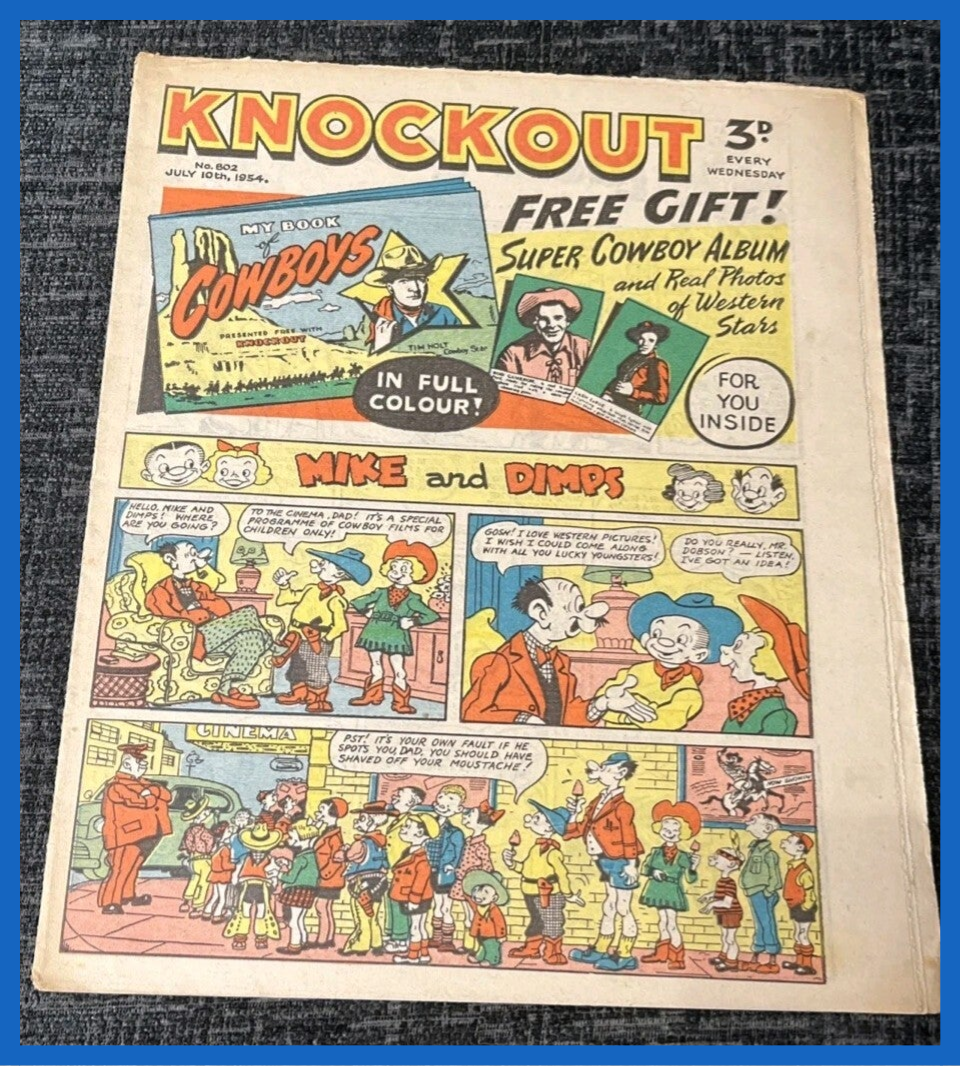 KNOCKOUT
3D.
EVERY
WEDNESDAY
No. 802
JULY 10th, 1954.
FREE GIFT!
SUPER COWBOY ALBUM
and Real Photos
of Western
Stars
MY BOOK
of
COWBOYS
PRESENTED FREE WITH
KNOCKOUT
TIM HOLT
Cowboy Star
IN FULL
COLOUR!
FOR
YOU
INSIDE
MIKE and DIMPS
HELLO, MIKE AND
DIMPS! WHERE
ARE YOU GOING?
TO THE CINEMA, DAD! IT'S A SPECIAL
PROGRAMME OF COWBOY FILMS FOR
CHILDREN ONLY!
GOSH! I LOVE WESTERN PICTURES!
I WISH I COULD COME ALONG
WITH ALL YOU LUCKY YOUNGSTERS!
DO YOU REALLY, MR.
DOBSON? — LISTEN,
I'VE GOT AN IDEA!
CINEMA
PST! IT'S YOUR OWN FAULT IF HE
SPOTS YOU, DAD, YOU SHOULD HAVE
SHAVED OFF YOUR MOUSTACHE!